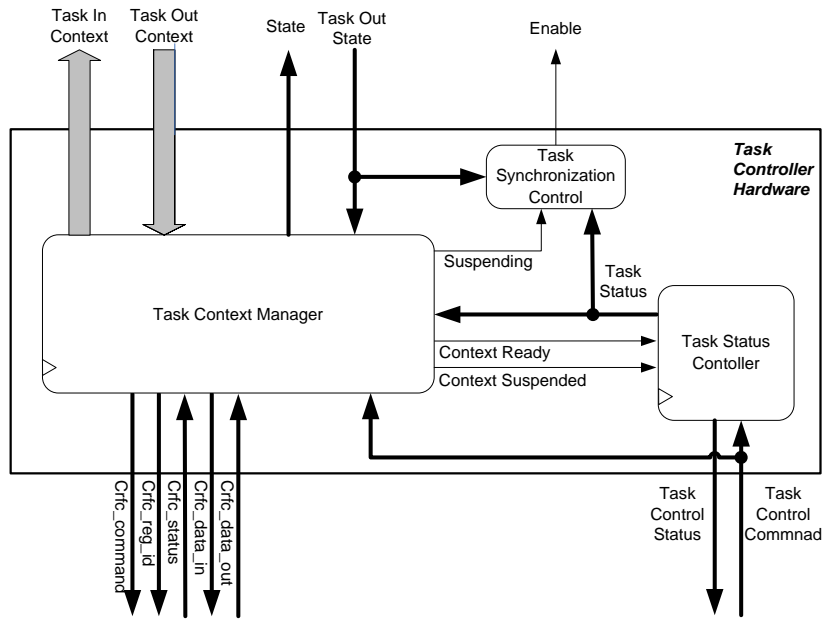 Task In
Context
Task Out
Context
State
Task Out
State
Enable
Task
Controller
Hardware
Task
Synchronization
Control
Suspending
Task
Status
Task Context Manager
Task Status
Contoller
Context Ready
Context Suspended
Crfc_command
Crfc_reg_id
Crfc_status
Crfc_data_in
Crfc_data_out
Task
Control
Status
Task
Control
Commnad